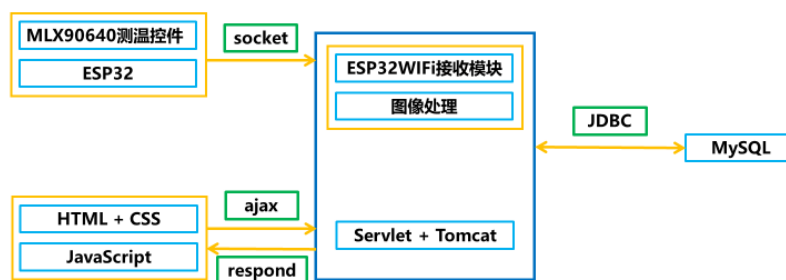 MLX90640测温控件
ESP32
socket
ESP32WIFi接收模块
图像处理
JDBC
MySQL
HTML + CSS
JavaScript
ajax
respond
Servlet + Tomcat